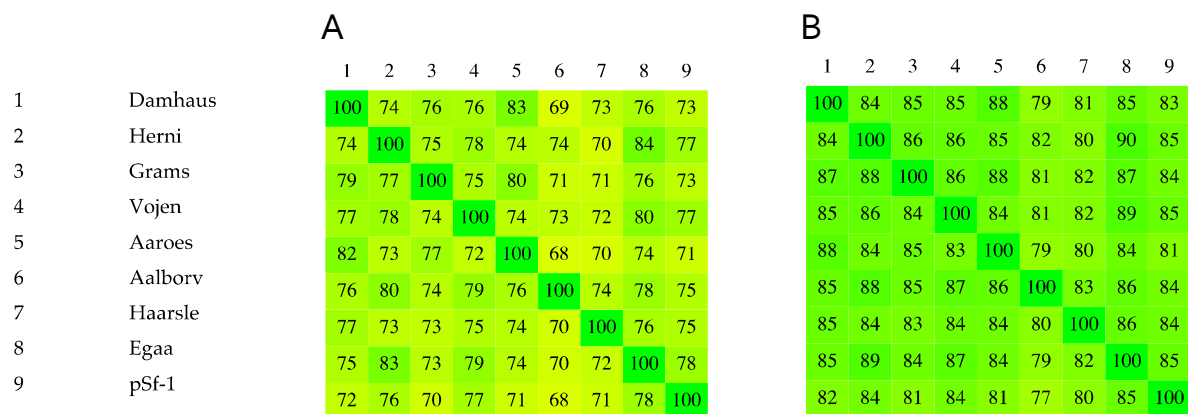 A B
1 2 3 4 5 6 7 8 9 1 2 3 4 5 6 7 8 9
1 Damhaus 100 74 76 76 83 69 73 76 73 100 84 85 85 88 79 81 85 83
2 Herni 74 100 75 78 74 74 70 84 77 84 100 86 86 85 82 80 90 85
3 Grams 79 77 100 75 80 71 71 76 73 87 88 100 86 88 81 82 87 84
4 Vojen 77 78 74 100 74 73 72 80 77 85 86 84 100 84 81 82 89 85
5 Aaroes 82 73 77 72 100 68 70 74 71 88 84 85 83 100 79 80 84 81
6 Aalborv 76 80 74 79 76 100 74 78 75 85 88 85 87 86 100 83 86 84
7 Haarsle 77 73 73 75 74 70 100 76 75 85 84 83 84 84 80 100 86 84
8 Egaa 75 83 73 79 74 70 72 100 78 85 89 84 87 84 79 82 100 85
9 pSf-1 72 76 70 77 71 68 71 78 100 82 84 81 84 81 77 80 85 100